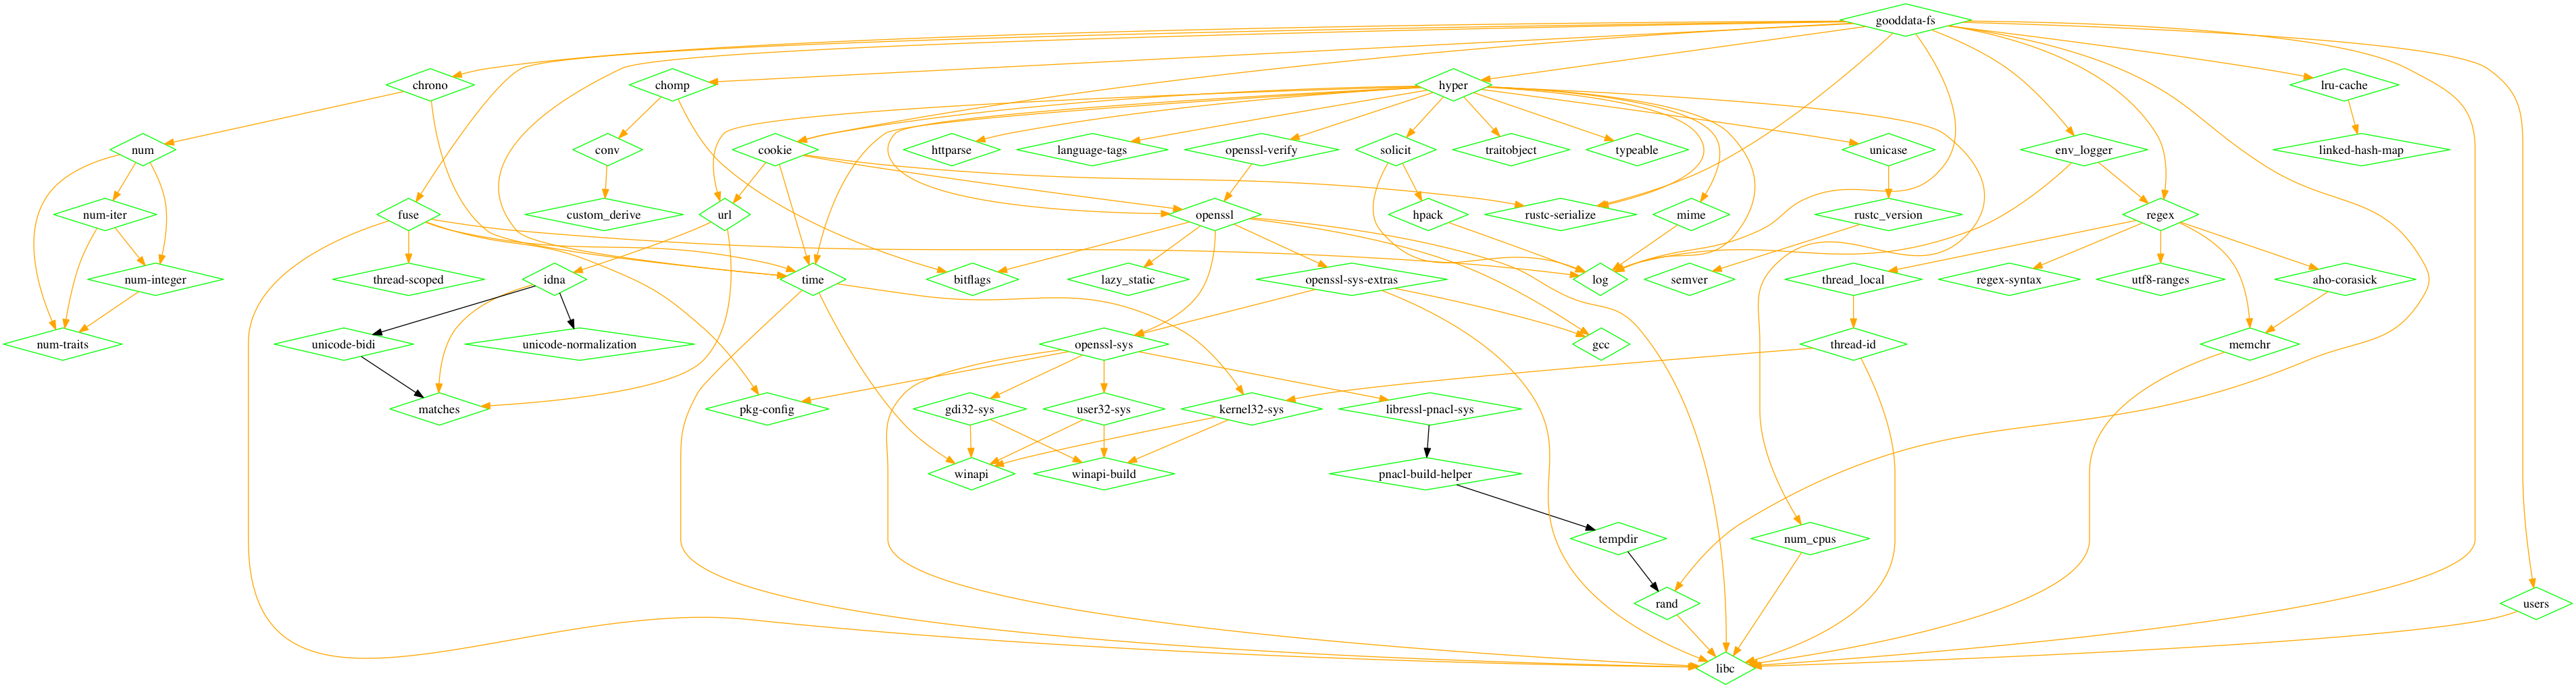 gooddata-fs
chrono
chomp
hyper
lru-cache
num
conv
cookie
httparse
language-tags
openssl-verify
solicit
traitobject
typeable
unicase
env_logger
linked-hash-map
num-iter
fuse
custom_derive
url
openssl
hpack
rustc-serialize
mime
rustc_version
regex
num-integer
thread-scoped
idna
time
bitflags
lazy_static
openssl-sys-extras
log
semver
thread_local
regex-syntax
utf8-ranges
aho-corasick
num-traits
unicode-bidi
unicode-normalization
openssl-sys
gcc
thread-id
memchr
matches
pkg-config
gdi32-sys
user32-sys
kernel32-sys
libressl-pnacl-sys
winapi
winapi-build
pnacl-build-helper
tempdir
num_cpus
rand
users
libc